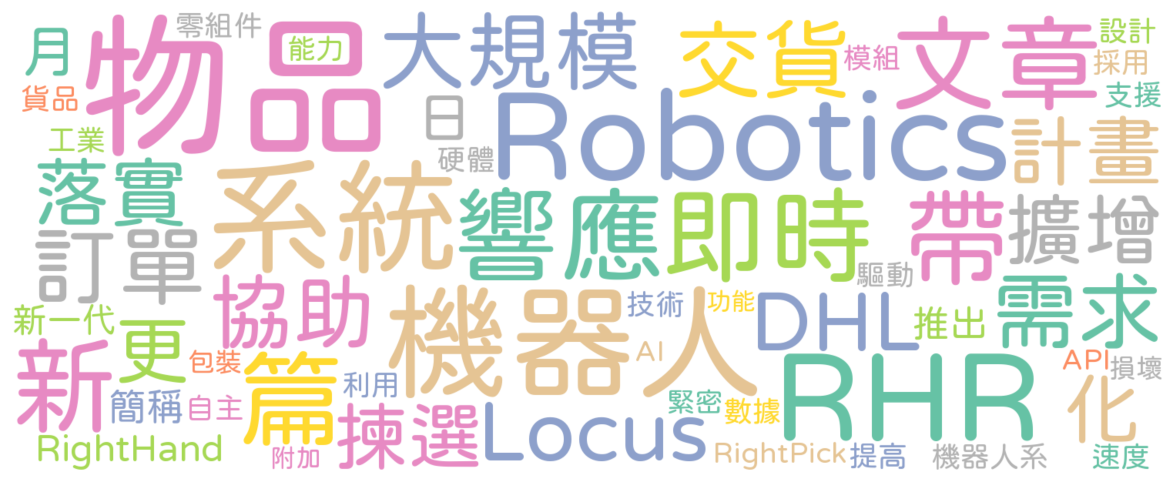 月
零組件
物品
能力
大規模
交貨
模組
文章
設計
採用
支援
貨品
日
硬體
Robotics
計畫
工業
落實
訂單
系統
響應
即時
帶
擴增
驅動
新一代
更
協助
機器人
技術
功能
DHL
推出
需求
新
包裝
篇
利用
AI
RHR
API
損壞
化
簡稱
自主
RightHand
附加
揀選
Locus
緊密
數據
RightPick
提高
機器人系
速度